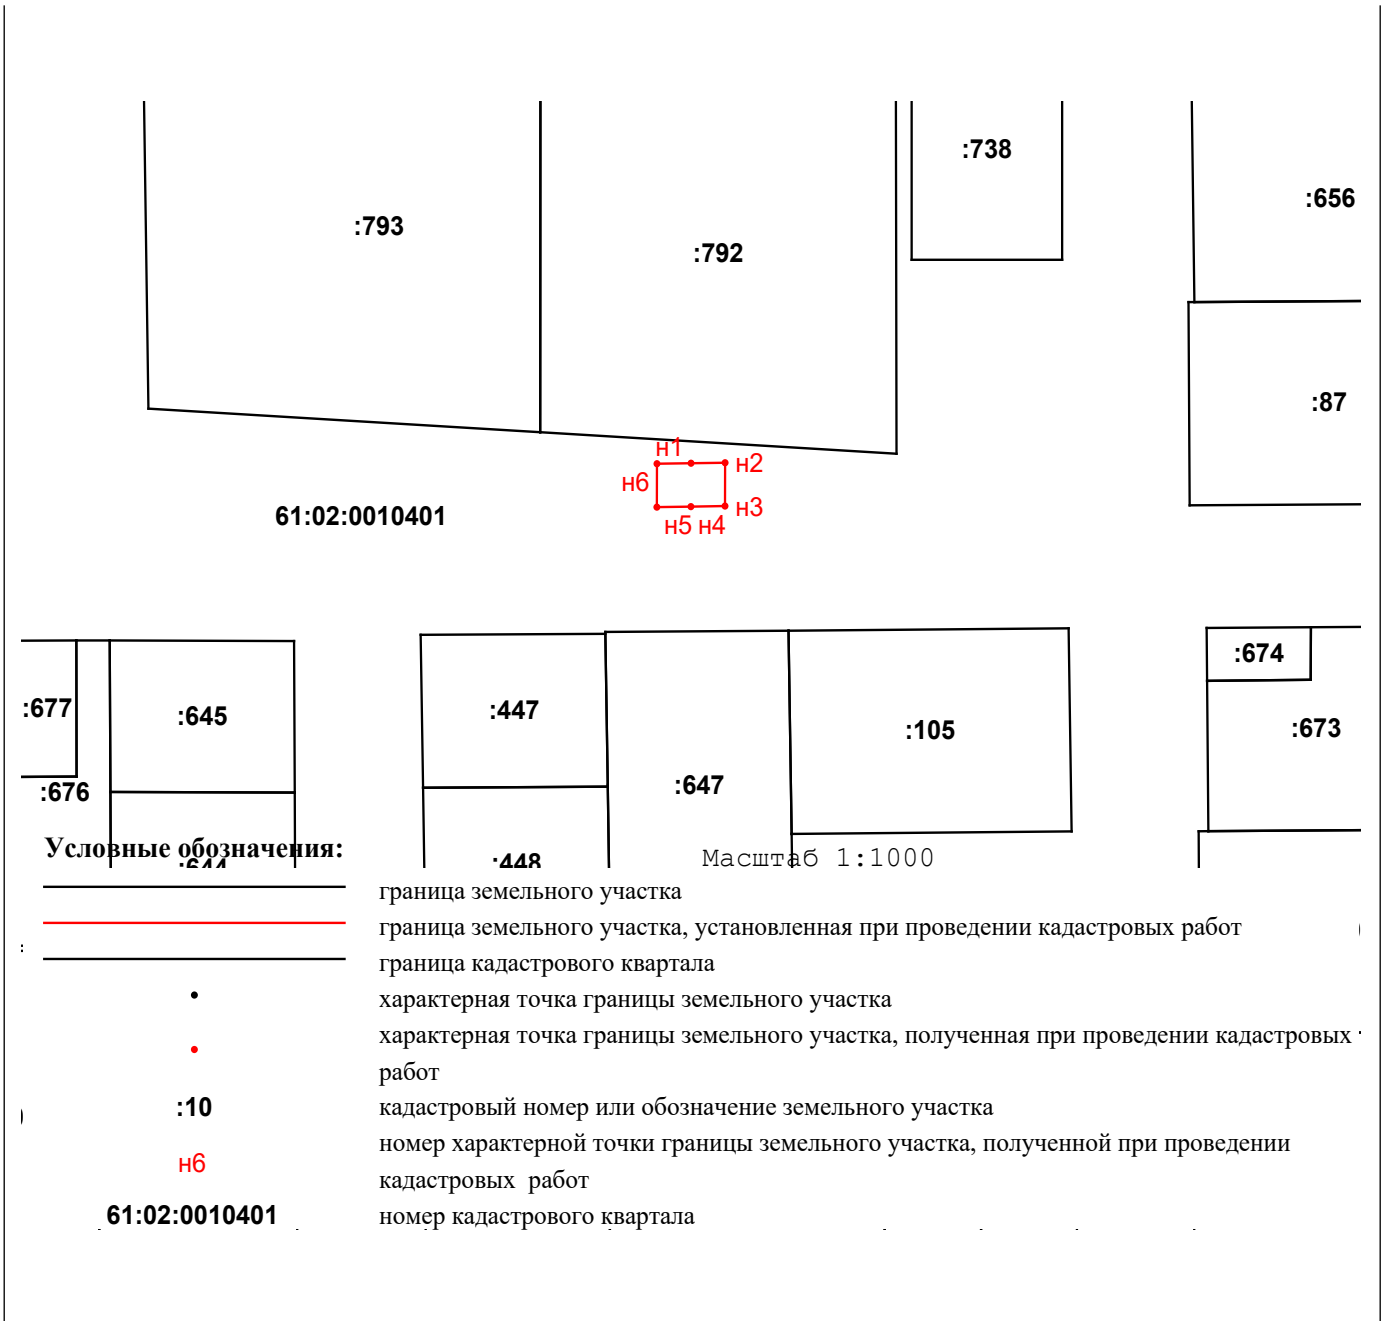 :738
:656
:793
:792
:87
н1
н2
н6
н3
61:02:0010401
н5 н4
:674
:677
:645
:447
:105
:673
:676
:647
Условные обозначения:
:644
:448
Масштаб 1:1000
граница земельного участка
граница земельного участка, установленная при проведении кадастровых работ
граница кадастрового квартала
характерная точка границы земельного участка
характерная точка границы земельного участка, полученная при проведении кадастровых
работ
:10 кадастровый номер или обозначение земельного участка
номер характерной точки границы земельного участка, полученной при проведении
н6
кадастровых работ
61:02:0010401 номер кадастрового квартала